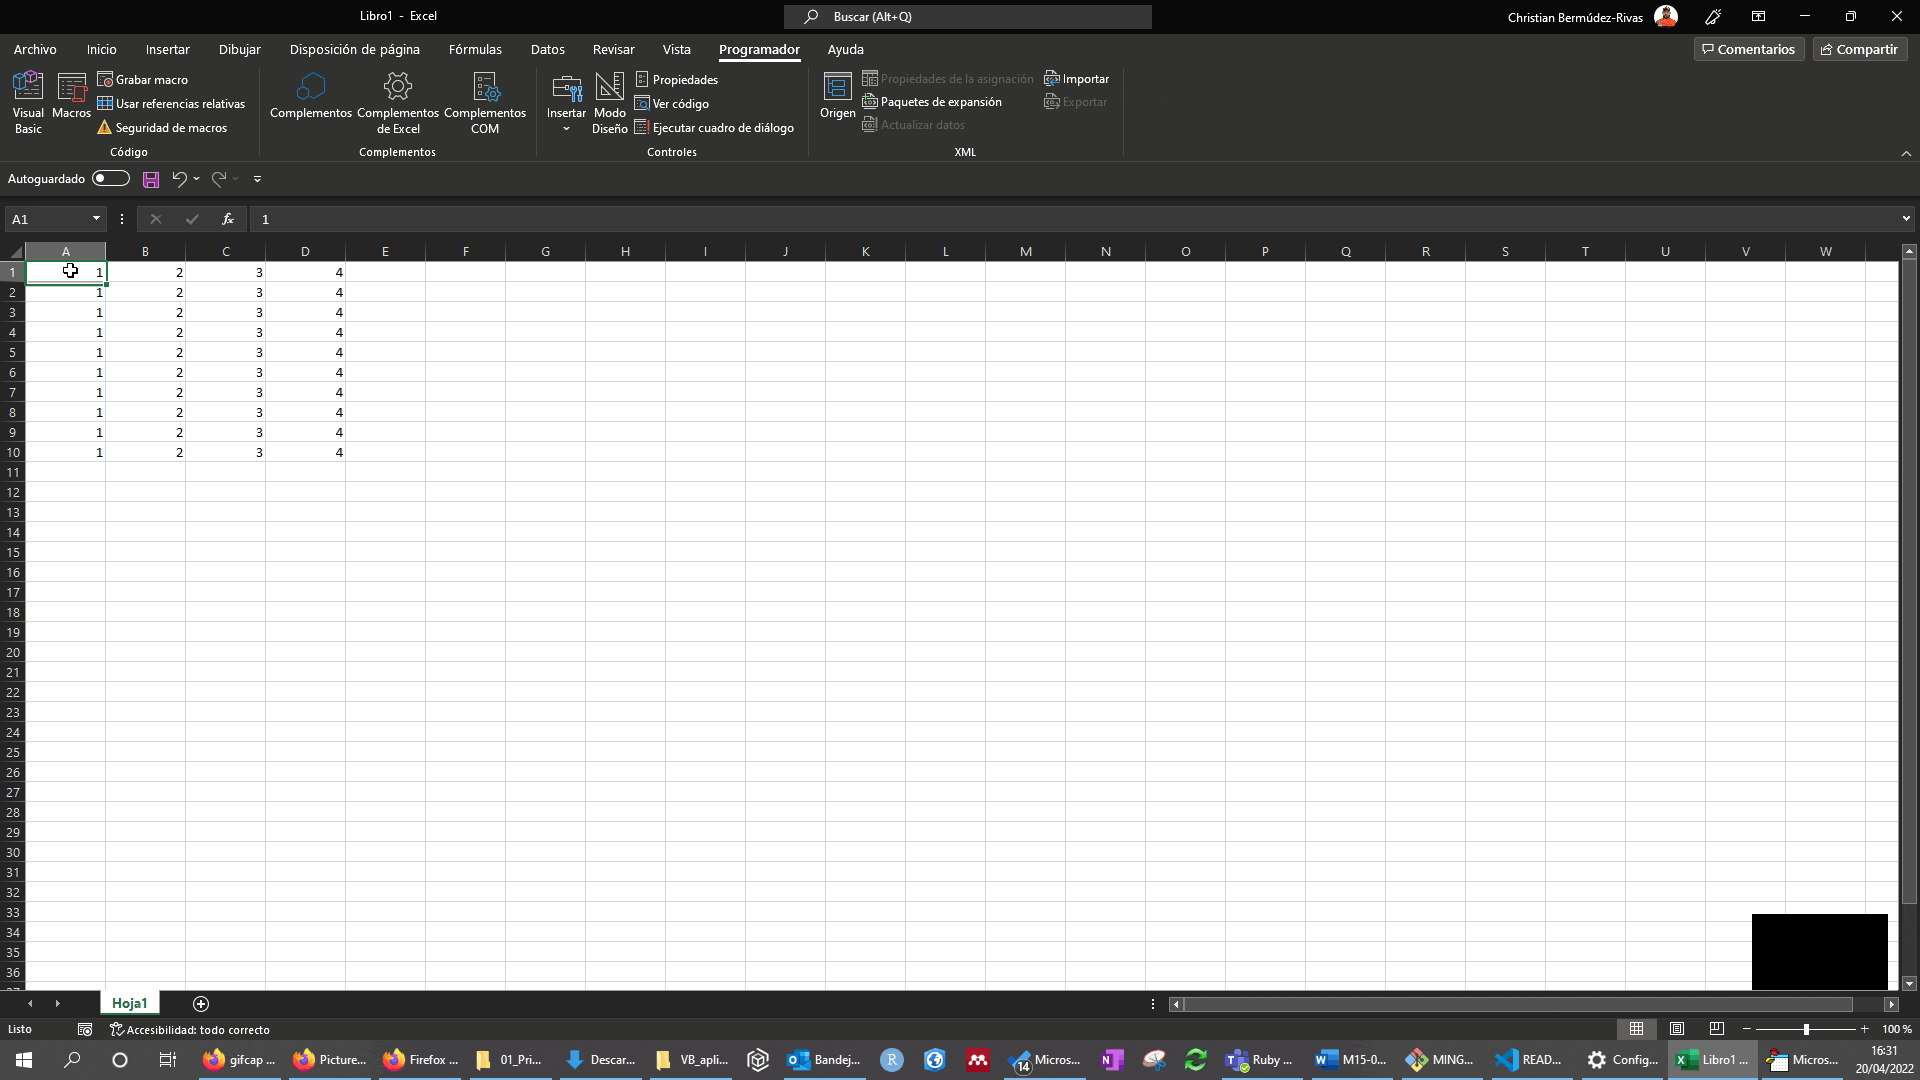 Libro1 - Excel
Buscar (Alt+Q)
Christian Bermúdez-Rivas
Archivo Inicio Insertar Dibujar Disposición de página Fórmulas Datos Revisar Vista Programador Ayuda
Comentarios Compartir
Visual Basic
Macros
Grabar macro
Usar referencias relativas
Seguridad de macros
Código
Complementos
Complementos de Excel
Complementos COM
Complementos
Insertar
Modo Diseño
Propiedades
Ver código
Ejecutar cuadro de diálogo
Controles
Origen
Propiedades de la asignación
Paquetes de expansión
Actualizar datos
Importar
Exportar
XML
Autoguardado
A1 fx 1
A B C D E F G H I J K L M N O P Q R S T U V W
1 1 2 3 4
2 1 2 3 4
3 1 2 3 4
4 1 2 3 4
5 1 2 3 4
6 1 2 3 4
7 1 2 3 4
8 1 2 3 4
9 1 2 3 4
10 1 2 3 4
11
12
13
14
15
16
17
18
19
20
21
22
23
24
25
26
27
28
29
30
31
32
33
34
35
36
Hoja1
Listo Accesibilidad: todo correcto 100 %
gifcap ... Picture... Firefox ... 01_Pri... Descar... VB_apli... Bandej... R 14 Micros... Ruby ... M15-0... MING... READ... Config... Libro1 ... Micros... 16:31
20/04/2022